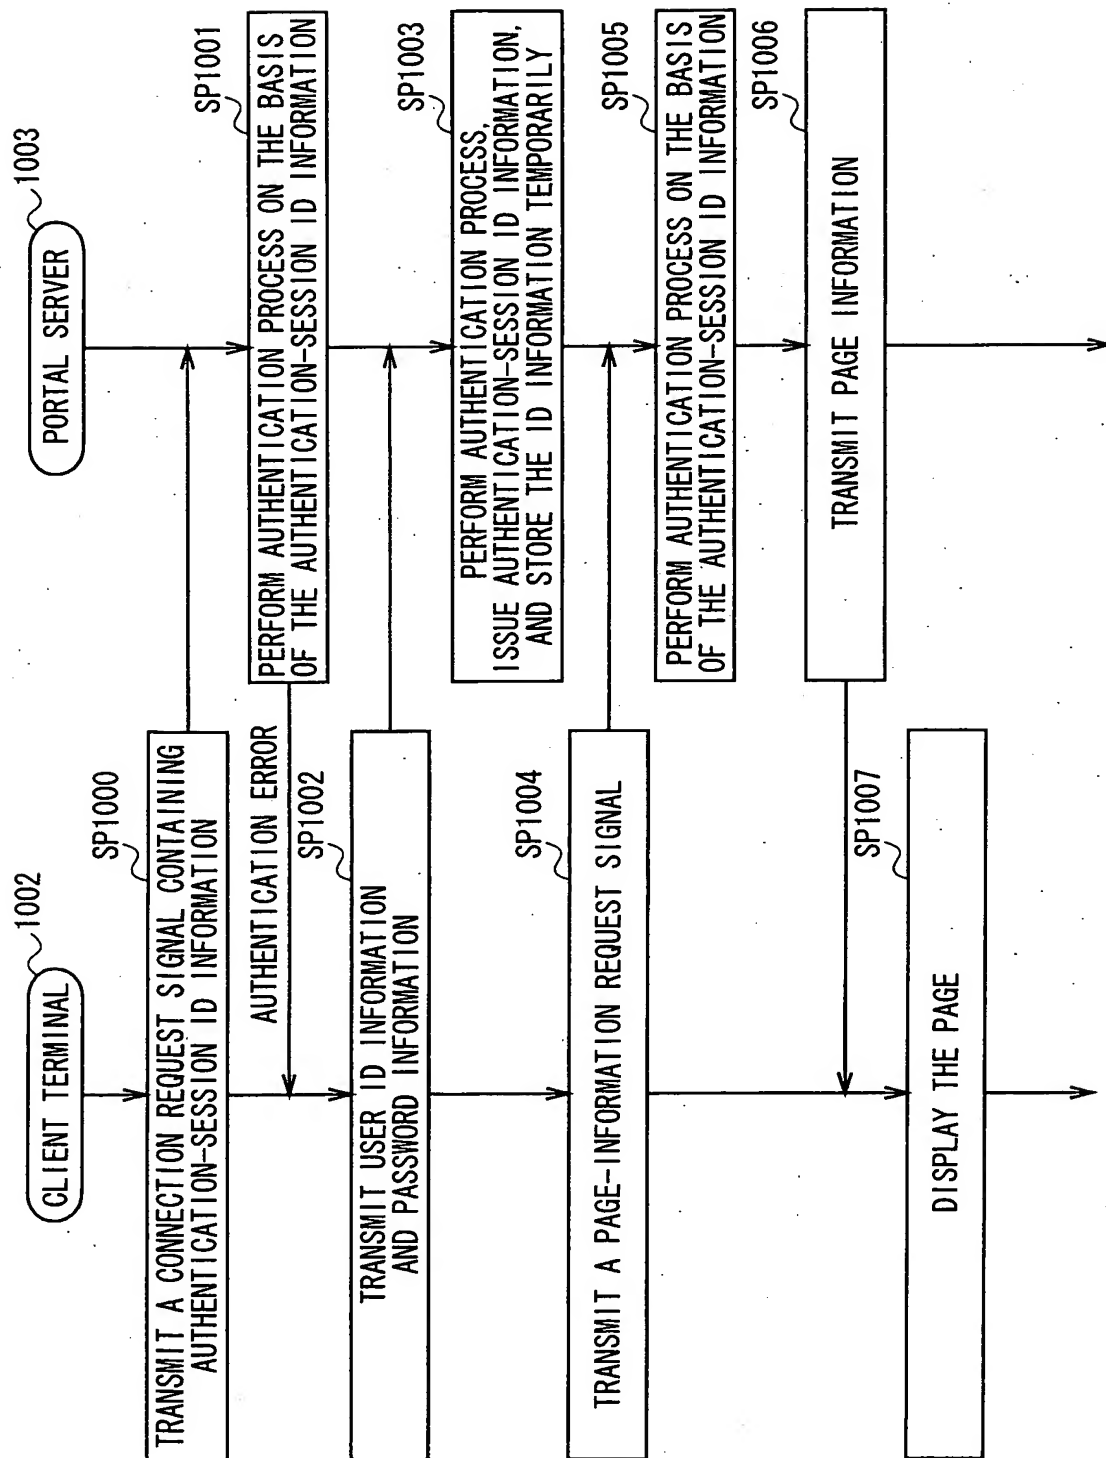 CLIENT TERMINAL
1002
PORTAL SERVER
1003
SP1000
TRANSMIT A CONNECTION REQUEST SIGNAL CONTAINING
AUTHENTICATION-SESSION ID INFORMATION
SP1001
PERFORM AUTHENTICATION PROCESS ON THE BASIS
OF THE AUTHENTICATION-SESSION ID INFORMATION
AUTHENTICATION ERROR
SP1002
TRANSMIT USER ID INFORMATION
AND PASSWORD INFORMATION
SP1003
PERFORM AUTHENTICATION PROCESS,
ISSUE AUTHENTICATION-SESSION ID INFORMATION,
AND STORE THE ID INFORMATION TEMPORARILY
SP1004
TRANSMIT A PAGE-INFORMATION REQUEST SIGNAL
SP1005
PERFORM AUTHENTICATION PROCESS ON THE BASIS
OF THE AUTHENTICATION-SESSION ID INFORMATION
SP1006
TRANSMIT PAGE INFORMATION
SP1007
DISPLAY THE PAGE